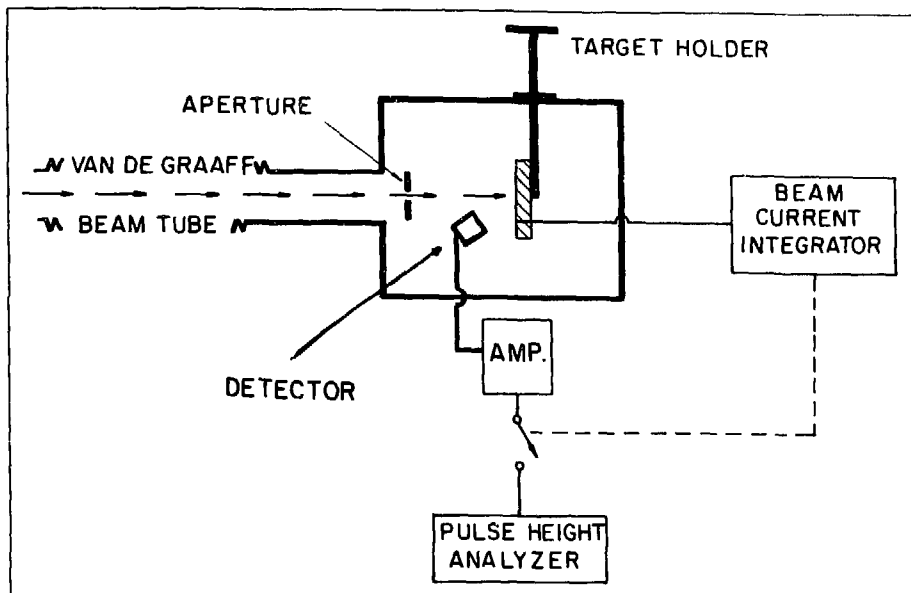 TARGET HOLDER
APERTURE
VAN DE GRAAFF
BEAM TUBE
BEAM
CURRENT
INTEGRATOR
DETECTOR
AMP.
PULSE HEIGHT
ANALYZER